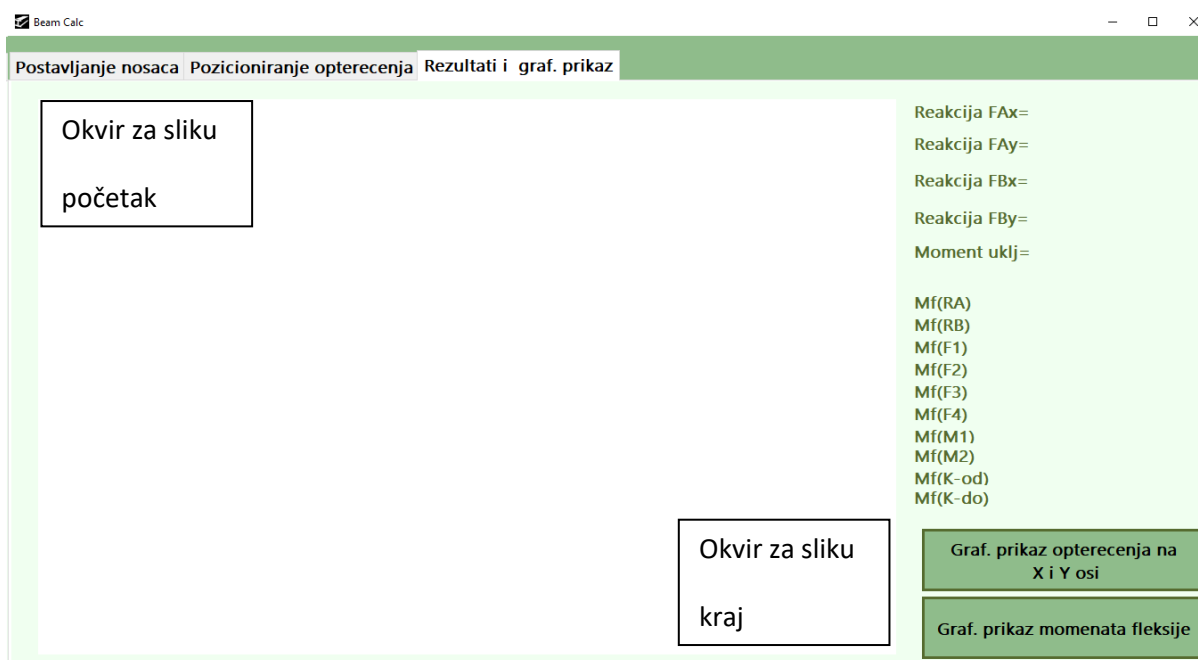 Beam Calc
Postavljanje nosaca Pozicioniranje opterecenja Rezultati i graf. prikaz
Okvir za sliku
početak
Reakcija FAx=
Reakcija FAy=
Reakcija FBx=
Reakcija FBy=
Moment uklj=
Mf(RA)
Mf(RB)
Mf(F1)
Mf(F2)
Mf(F3)
Mf(F4)
Mf(M1)
Mf(M2)
Mf(K-od)
Mf(K-do)
Okvir za sliku
kraj
Graf. prikaz opterecenja na
X i Y osi
Graf. prikaz momenata fleksije